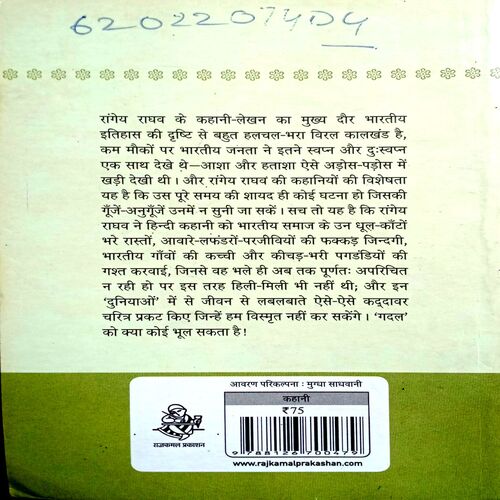 62022074D4
रांगेय राघव के कहानी-लेखन का मुख्य दौर भारतीय
इतिहास की दृष्टि से बहुत हलचल-भरा विरल कालखंड है,
कम मौकों पर भारतीय जनता ने इतने स्वप्न और दुःस्वप्न
एक साथ देखे थे—आशा और हताशा ऐसे अड़ोस-पड़ोस में
खड़ी देखी थी। और रांगेय राघव की कहानियों की विशेषता
यह है कि उस पूरे समय की शायद ही कोई घटना हो जिसकी
गूँजें-अनुगूँजें उनमें न सुनी जा सकें। सच तो यह है कि रांगेय
राघव ने हिन्दी कहानी को भारतीय समाज के उन धूल-काँटों
भरे रास्तों, आवारे-लफंडरों-परजीवियों की फक्कड़ ज़िन्दगी,
भारतीय गाँवों की कच्ची और कीचड़-भरी पगडंडियों की
गश्त करवाई, जिनसे वह भले ही अब तक पूर्णतः अपरिचित
न रही हो पर इस तरह हिली-मिली भी नहीं थी; और इन
'दुनियाओं' में से जीवन से लबलबाते ऐसे-ऐसे कद्दावर
चरित्र प्रकट किए जिन्हें हम विस्मृत नहीं कर सकेंगे। 'गदल'
को क्या कोई भूल सकता है!
आवरण परिकल्पना : मुग्धा साधवानी
कहानी
₹75
9788126700479
राजकमल प्रकाशन
www.rajkamalprakashan.com